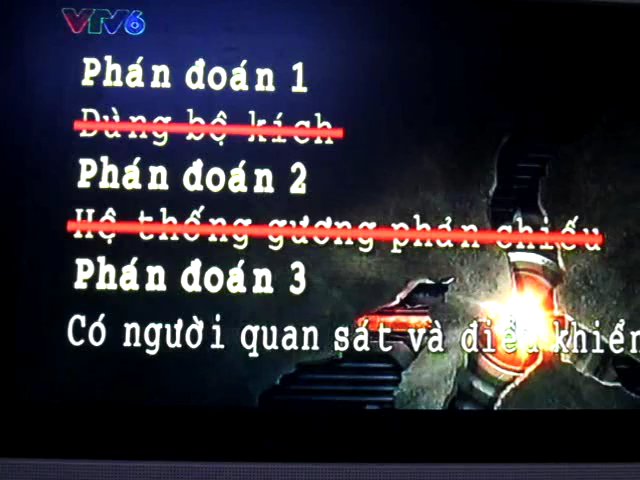 VTV6
Phán đoán 1
Dùng bộ kích
Phán đoán 2
Hệ thống gương phản chiếu
Phán đoán 3
Có người quan sát và điều khiển